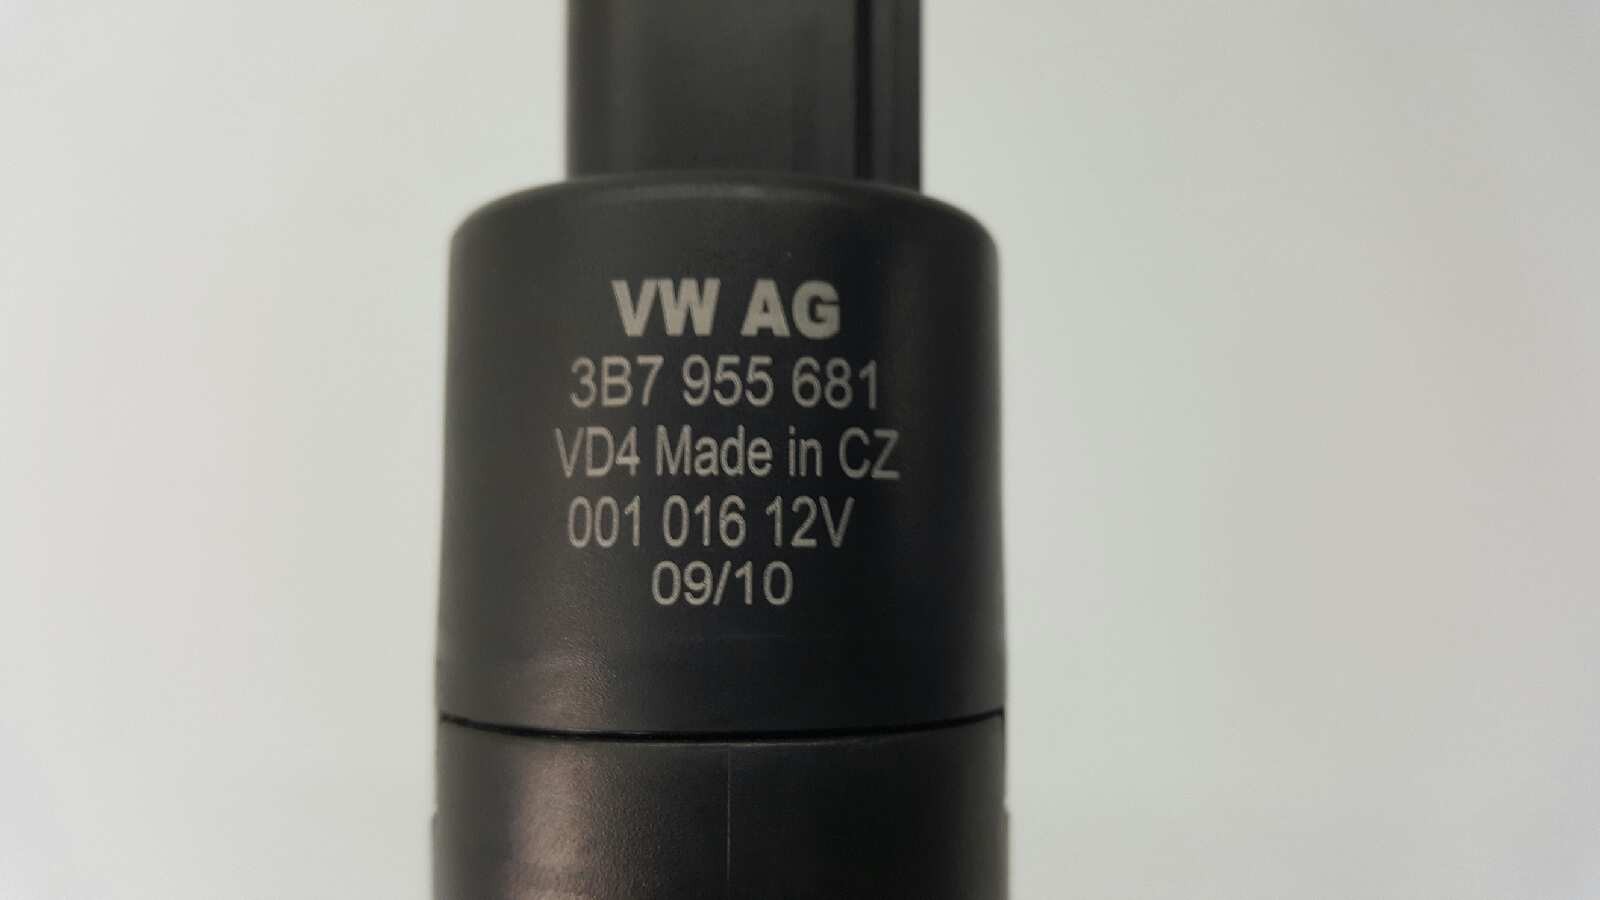 VW AG
3B7 955 681
VD4 Made in CZ
001 016 12V
09/10